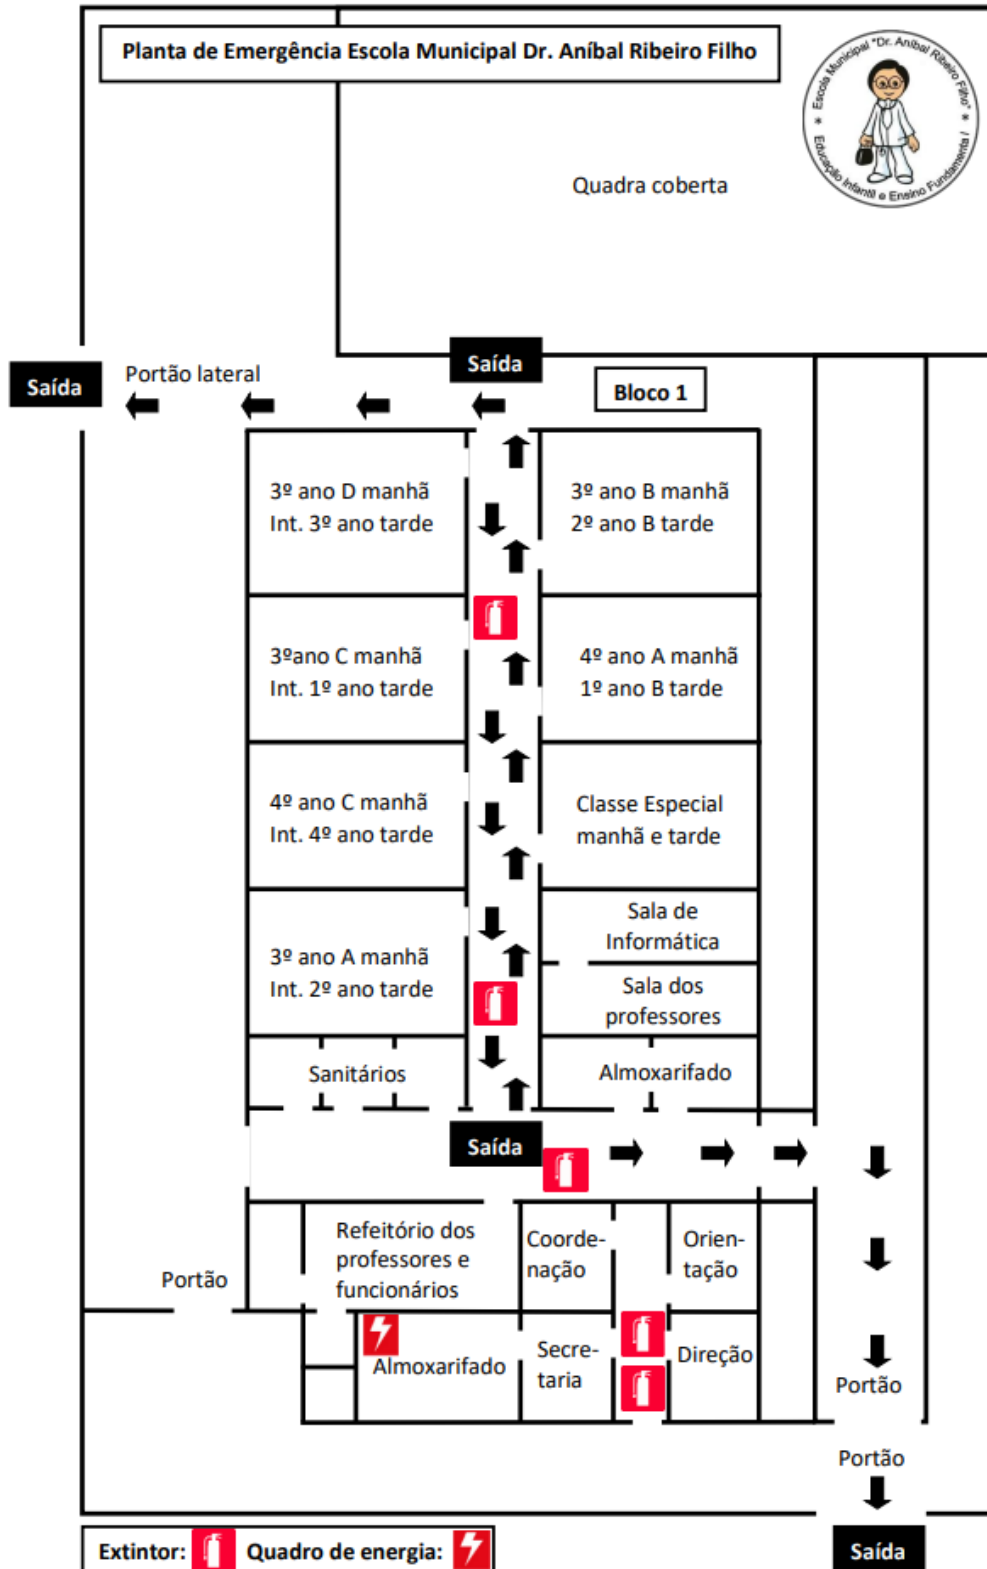 Planta de Emergência Escola Municipal Dr. Aníbal Ribeiro Filho
Escola Municipal "Dr. Aníbal Ribeiro Filho"
* Educação Infantil e Ensino Fundamental *
Quadra coberta
Saída
Saída
Portão lateral
Bloco 1
3º ano D manhã
Int. 3º ano tarde
3º ano B manhã
2º ano B tarde
3ºano C manhã
Int. 1º ano tarde
4º ano A manhã
1º ano B tarde
4º ano C manhã
Int. 4º ano tarde
Classe Especial
manhã e tarde
Sala de
Informática
3º ano A manhã
Int. 2º ano tarde
Sala dos
professores
Sanitários
Almoxarifado
Saída
Refeitório dos
professores e
funcionários
Coorde-
nação
Orien-
tação
Portão
Almoxarifado
Secre-
taria
Direção
Portão
Portão
Extintor:
Quadro de energia:
Saída